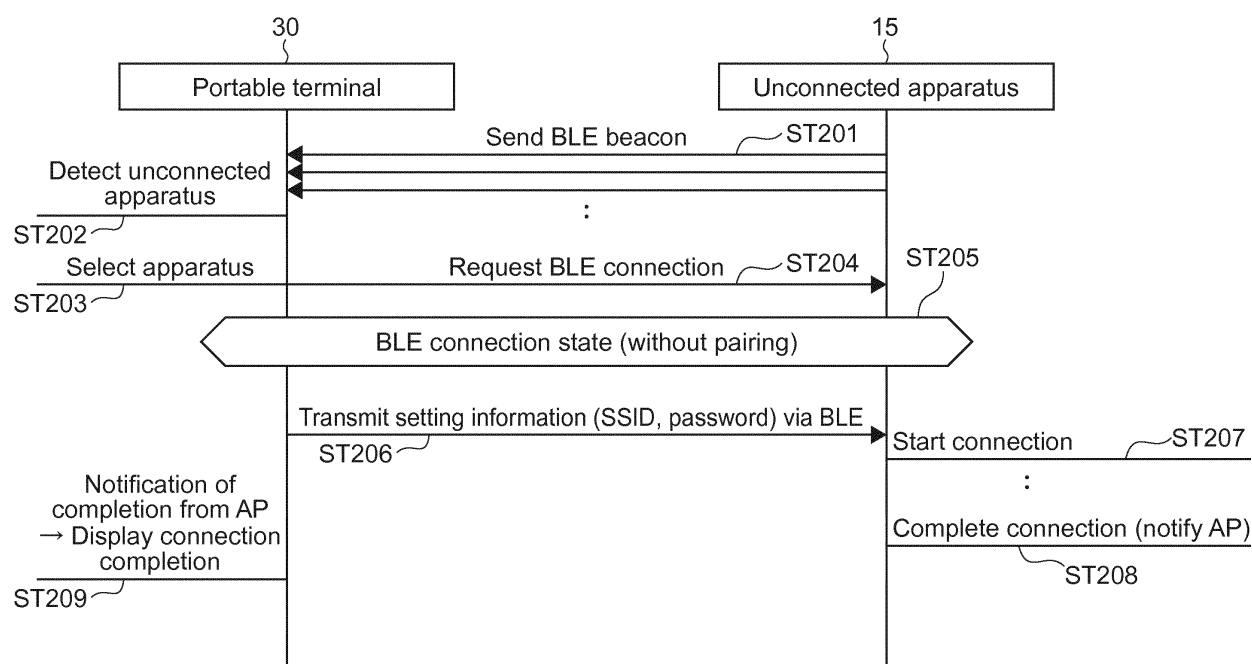 30
15
Portable terminal
Unconnected apparatus
Send BLE beacon
ST201
Detect unconnected
apparatus
:
ST202
Select apparatus
Request BLE connection
ST204
ST205
ST203
BLE connection state (without pairing)
Transmit setting information (SSID, password) via BLE
ST206
Start connection
ST207
:
Notification of
completion from AP
→ Display connection
completion
Complete connection (notify AP)
ST208
ST209